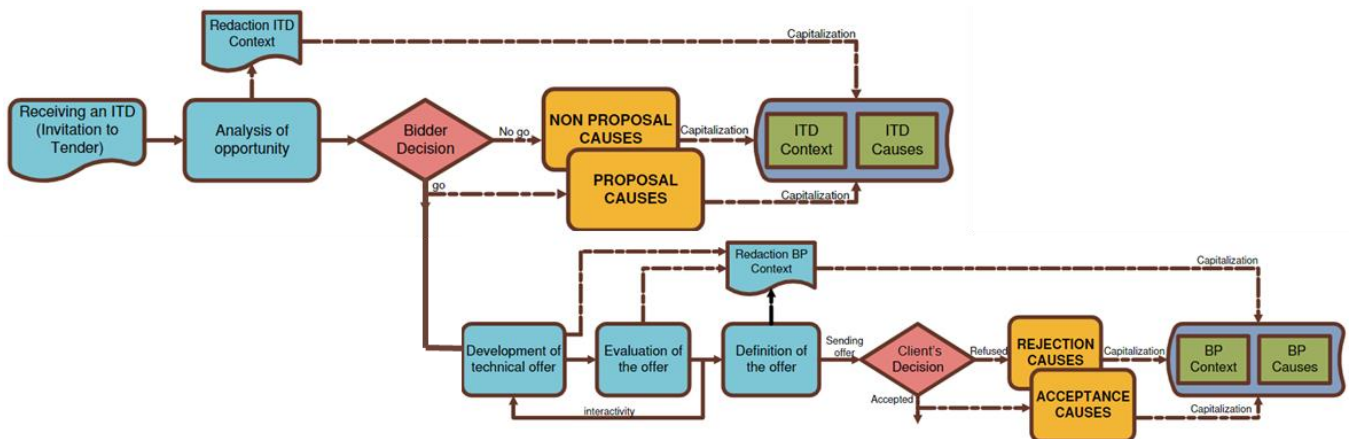 Redaction ITD
Context
Capitalization
Receiving an ITD
(Invitation to
Tender)
Analysis of
opportunity
Bidder
Decision
No go
NON PROPOSAL
CAUSES
Capitalization
ITD
Context
ITD
Causes
go
PROPOSAL
CAUSES
Capitalization
Redaction BP
Context
Capitalization
Development of
technical offer
Evaluation of
the offer
Definition of
the offer
Sending
offer
Client's
Decision
Refused
REJECTION
CAUSES
Capitalization
BP
Context
BP
Causes
interactivity
Accepted
ACCEPTANCE
CAUSES
Capitalization